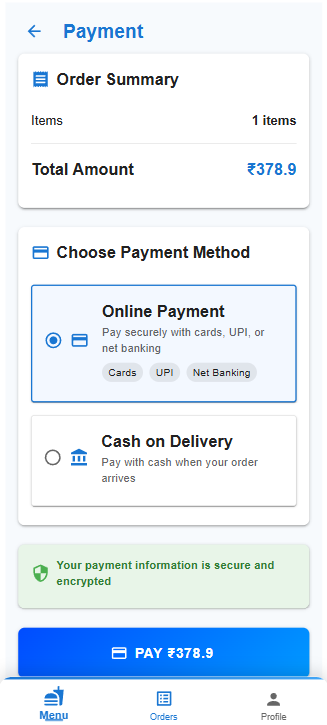 Payment
Order Summary
Items 1 items
Total Amount ₹378.9
Choose Payment Method
Online Payment
Pay securely with cards, UPI, or
net banking
Cards UPI Net Banking
Cash on Delivery
Pay with cash when your order
arrives
Your payment information is secure and
encrypted
PAY ₹378.9
Menu Orders Profile